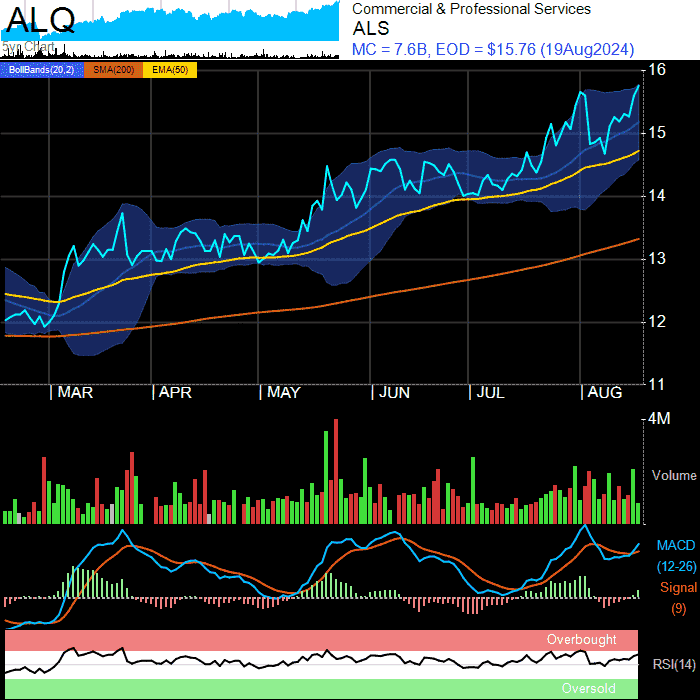 ALQ
5yr Chart
Commercial & Professional Services
ALS
MC = 7.6B, EOD = $15.76 (19Aug2024)
BollBands(20,2) SMA(200) EMA(50)
16
15
14
13
12
11
MAR APR MAY JUN JUL AUG
4M
Volume
MACD
(12-26)
Signal
(9)
Overbought
RSI(14)
Oversold